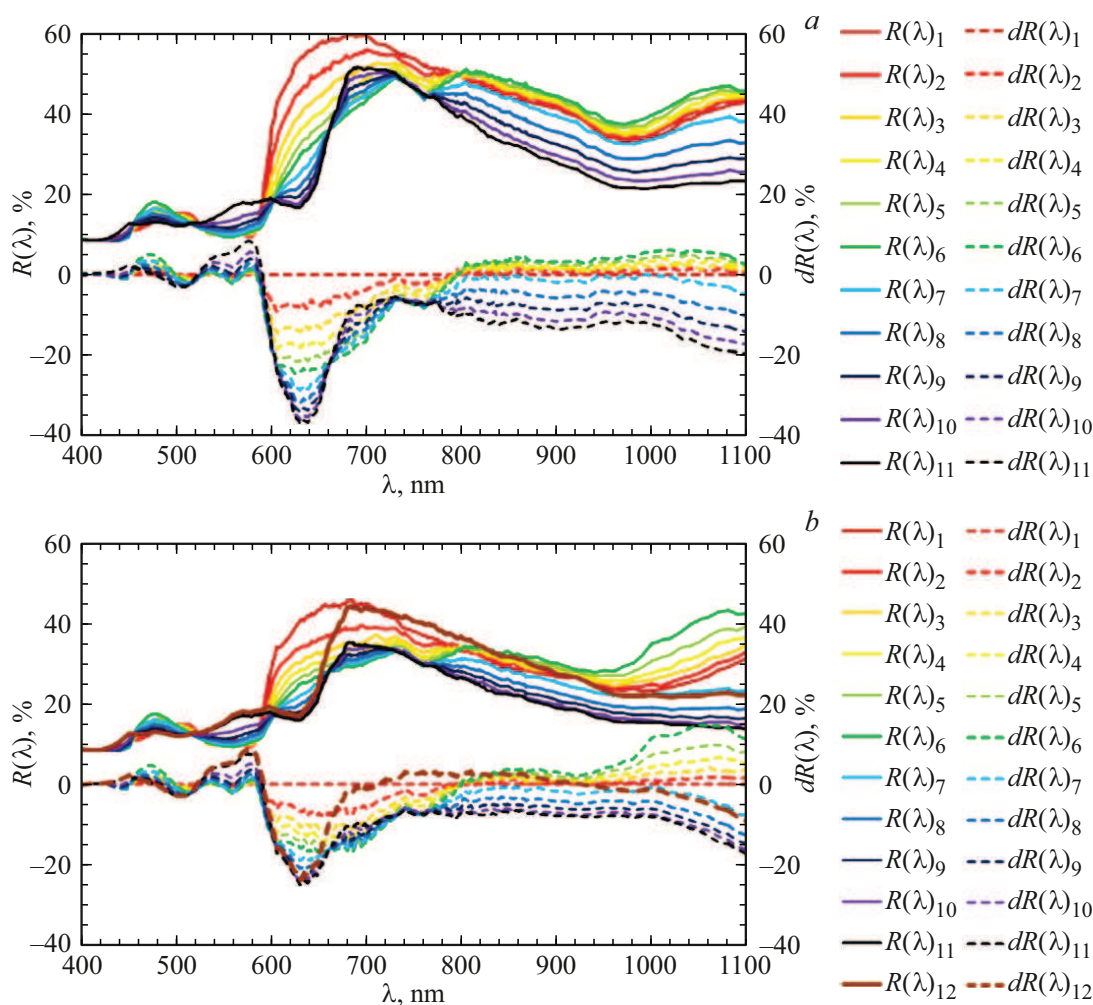 a
60
40
20
0
–20
–40
R(λ), %
60
40
20
0
–20
–40
dR(λ), %
400 500 600 700 800 900 1000 1100
λ, nm
R(λ)1 dR(λ)1
R(λ)2 dR(λ)2
R(λ)3 dR(λ)3
R(λ)4 dR(λ)4
R(λ)5 dR(λ)5
R(λ)6 dR(λ)6
R(λ)7 dR(λ)7
R(λ)8 dR(λ)8
R(λ)9 dR(λ)9
R(λ)10 dR(λ)10
R(λ)11 dR(λ)11
b
60
40
20
0
–20
–40
R(λ), %
60
40
20
0
–20
–40
dR(λ), %
400 500 600 700 800 900 1000 1100
λ, nm
R(λ)1 dR(λ)1
R(λ)2 dR(λ)2
R(λ)3 dR(λ)3
R(λ)4 dR(λ)4
R(λ)5 dR(λ)5
R(λ)6 dR(λ)6
R(λ)7 dR(λ)7
R(λ)8 dR(λ)8
R(λ)9 dR(λ)9
R(λ)10 dR(λ)10
R(λ)11 dR(λ)11
R(λ)12 dR(λ)12